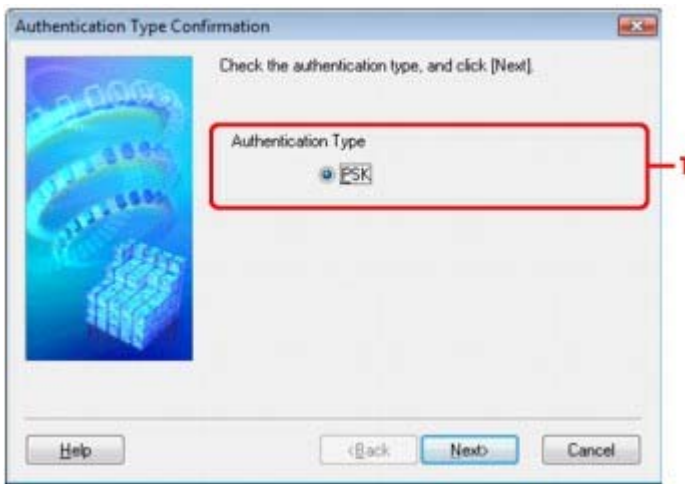 Authentication Type Confirmation
Check the authentication type, and click [Next].
Authentication Type
PSK
1
Help
<Back
Next>
Cancel